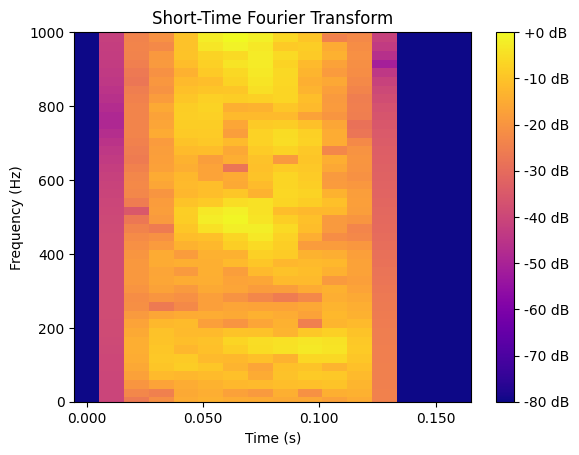 Short-Time Fourier Transform
1000
800
600
400
200
0
Frequency (Hz)
0.000
0.050
0.100
0.150
Time (s)
+0 dB
-10 dB
-20 dB
-30 dB
-40 dB
-50 dB
-60 dB
-70 dB
-80 dB